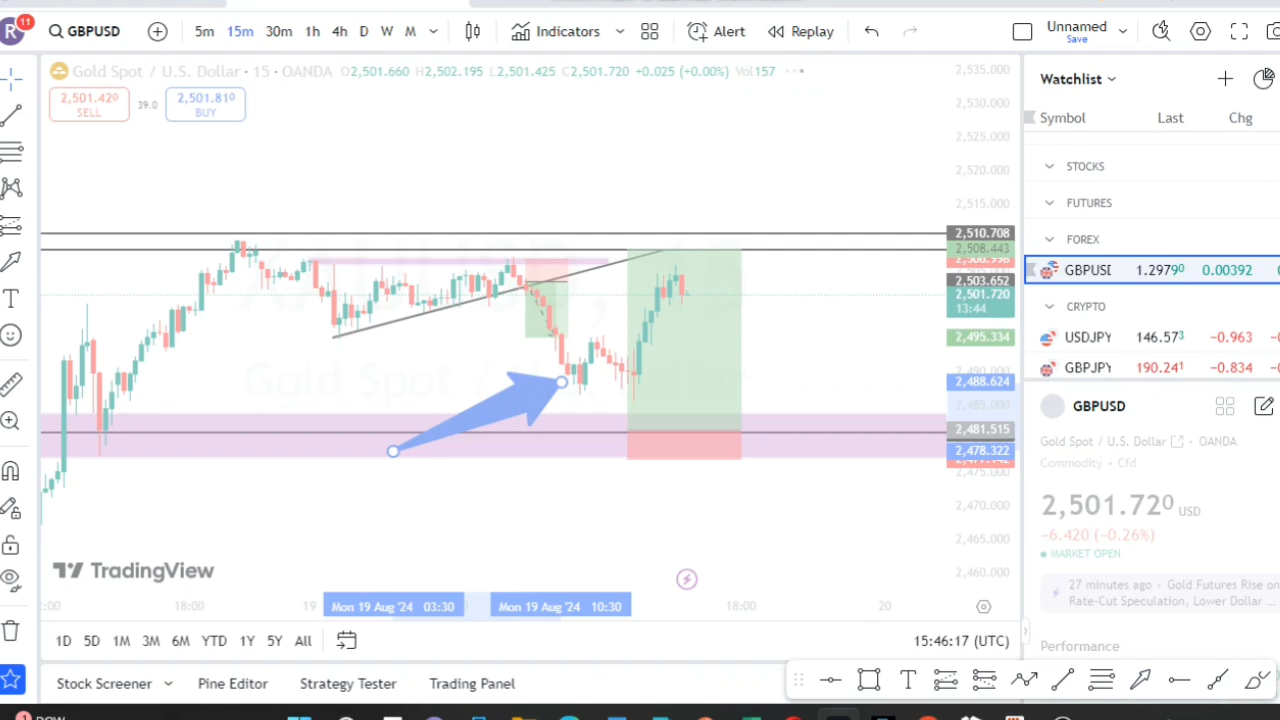 R 11 GBPUSD 5m 15m 30m 1h 4h D W M Indicators Alert Replay Unnamed
Save
Gold Spot / U.S. Dollar · 15 · OANDA O2,501.660 H2,502.195 L2,501.425 C2,501.720 +0.025 (+0.00%) Vol157
2,501.420
SELL
39.0
2,501.810
BUY
2,535.000
2,530.000
2,525.000
2,520.000
2,515.000
2,510.708
2,508.443
2,503.652
2,501.720
13:44
2,495.334
2,488.624
2,485.000
2,481.515
2,478.322
2,475.000
2,470.000
2,465.000
2,460.000
Gold Spot / U.S. Dollar
TradingView
18:00 19 Mon 19 Aug '24 03:30 Mon 19 Aug '24 10:30 18:00 20
1D 5D 1M 3M 6M YTD 1Y 5Y All 15:46:17 (UTC)
Stock Screener Pine Editor Strategy Tester Trading Panel
Watchlist
Symbol Last Chg
STOCKS
FUTURES
FOREX
GBPUSD 1.29790 0.00392
CRYPTO
USDJPY 146.573 −0.963
GBPJPY 190.241 −0.834
GBPUSD
Gold Spot / U.S. Dollar · OANDA
Commodity · Cfd
2,501.720 USD
−6.420 (−0.26%)
MARKET OPEN
27 minutes ago · Gold Futures Rise on
Rate-Cut Speculation, Lower Dollar ...
Performance